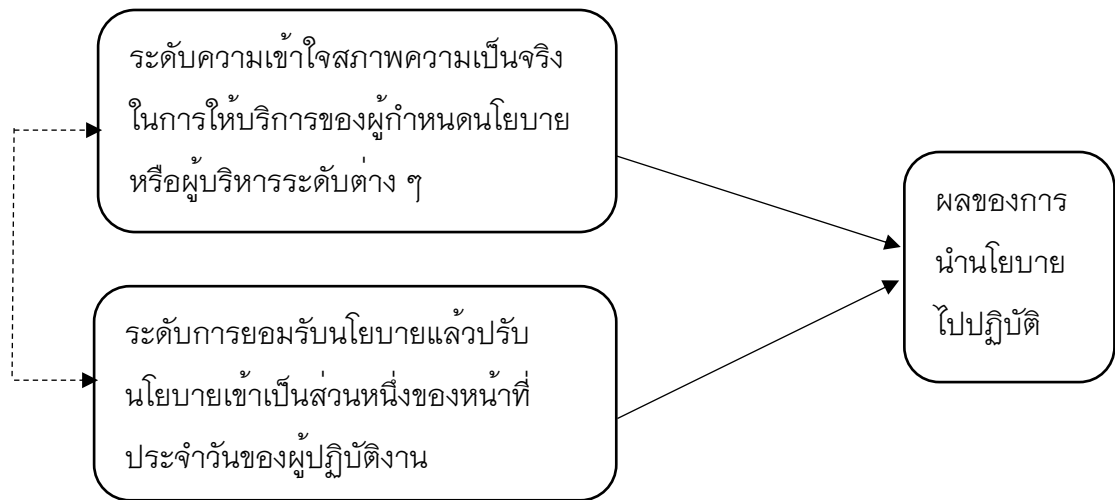 ระดับความเข้าใจสภาพความเป็นจริง
ในการให้บริการของผู้กำหนดนโยบาย
หรือผู้บริหารระดับต่าง ๆ
ระดับการยอมรับนโยบายแล้วปรับ
นโยบายเข้าเป็นส่วนหนึ่งของหน้าที่
ประจำวันของผู้ปฏิบัติงาน
ผลของการ
นำนโยบาย
ไปปฏิบัติ